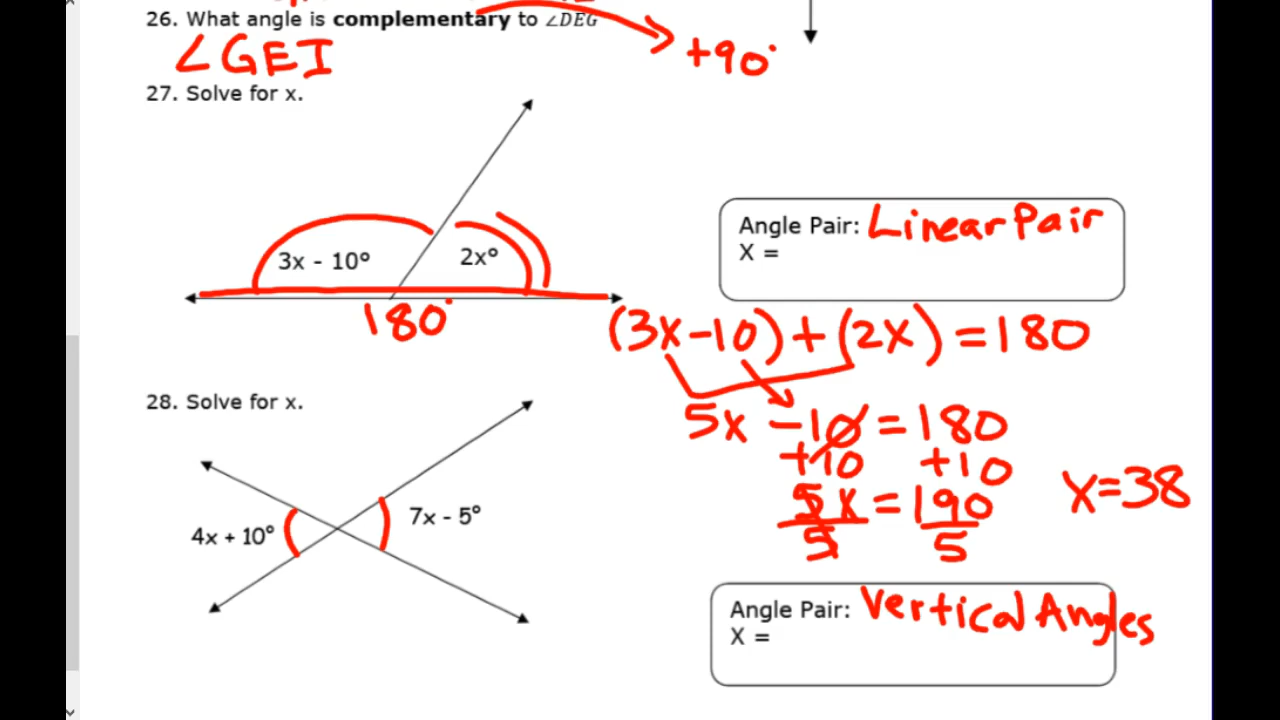 26. What angle is complementary to ∠DEG
∠GEI
+90°
27. Solve for x.
3x - 10°
2x°
180°
Angle Pair: Linear Pair
X =
(3x-10)+(2x)=180
5x -10=180
+10 +10
5x=190
5 5
x=38
28. Solve for x.
4x + 10°
7x - 5°
Angle Pair: Vertical Angles
X =